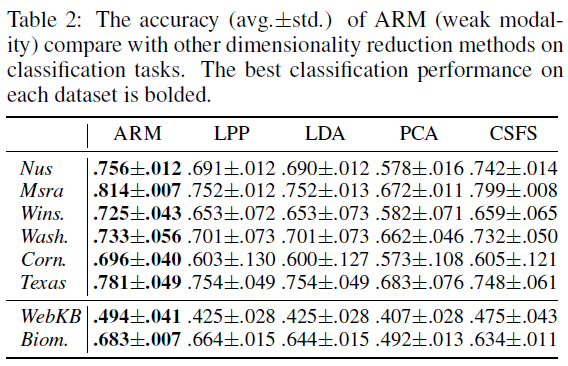 Table 2: The accuracy (avg.±std.) of ARM (weak modal-
ity) compare with other dimensionality reduction methods on
classification tasks. The best classification performance on
each dataset is bolded.
ARM LPP LDA PCA CSFS
Nus .756±.012 .691±.012 .690±.012 .578±.016 .742±.014
Msra .814±.007 .752±.012 .752±.013 .672±.011 .799±.008
Wins. .725±.043 .653±.072 .653±.073 .582±.071 .659±.065
Wash. .733±.056 .701±.073 .701±.073 .662±.046 .732±.050
Corn. .696±.040 .603±.130 .600±.127 .573±.108 .605±.121
Texas .781±.049 .754±.049 .754±.049 .683±.076 .748±.061
WebKB .494±.041 .425±.028 .425±.028 .407±.028 .475±.043
Biom. .683±.007 .664±.015 .644±.015 .492±.013 .634±.011